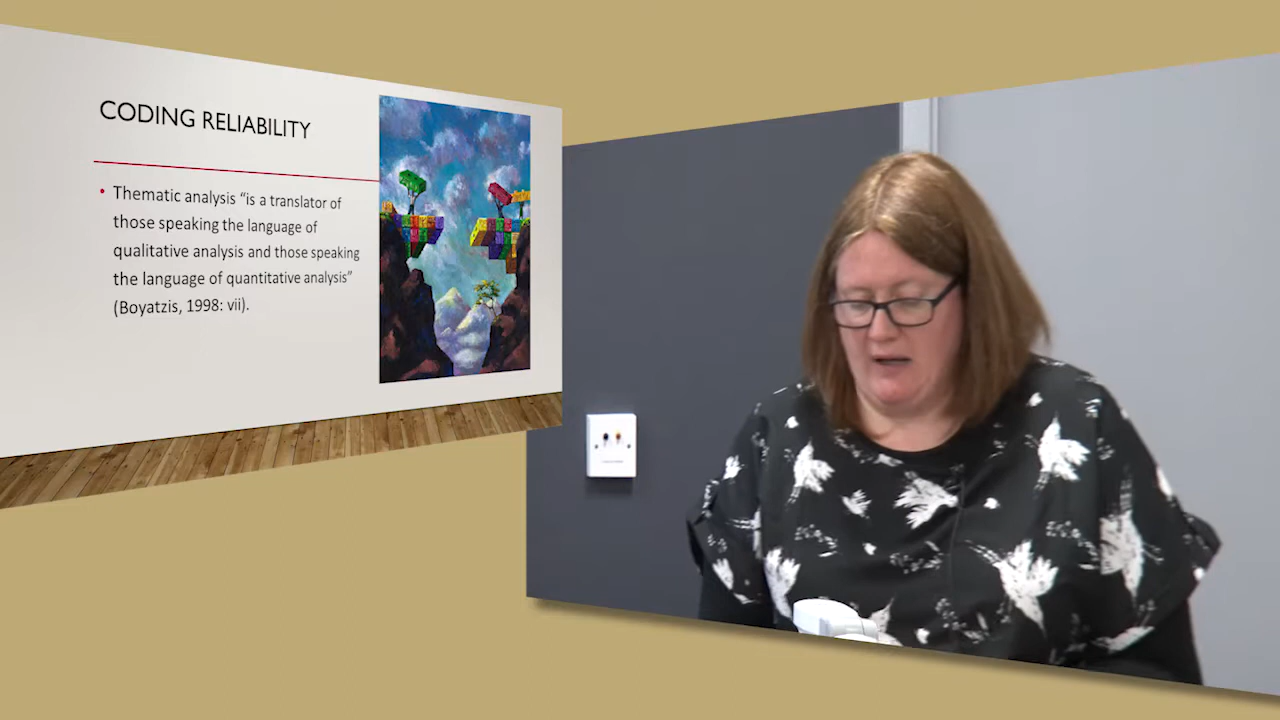 CODING RELIABILITY
• Thematic analysis “is a translator of
those speaking the language of
qualitative analysis and those speaking
the language of quantitative analysis”
(Boyatzis, 1998: vii).